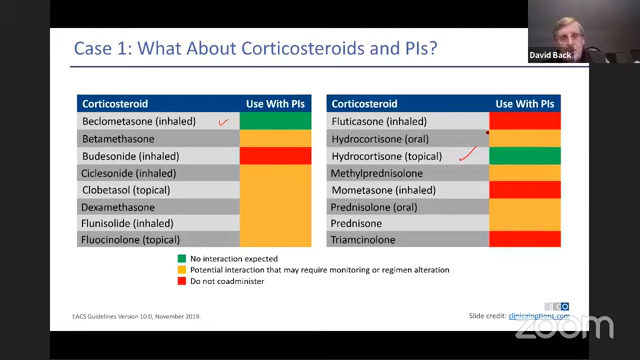 Case 1: What About Corticosteroids and PIs?
David Back
Corticosteroid Use With PIs
Beclometasone (inhaled)
Betamethasone
Budesonide (inhaled)
Ciclesonide (inhaled)
Clobetasol (topical)
Dexamethasone
Flunisolide (inhaled)
Fluocinolone (topical)
Corticosteroid Use With PIs
Fluticasone (inhaled)
Hydrocortisone (oral)
Hydrocortisone (topical)
Methylprednisolone
Mometasone (inhaled)
Prednisolone (oral)
Prednisone
Triamcinolone
No interaction expected
Potential interaction that may require monitoring or regimen alteration
Do not coadminister
EACS Guidelines Version 10.0, November 2019.
Slide credit: clinicaloptions.com
zoom